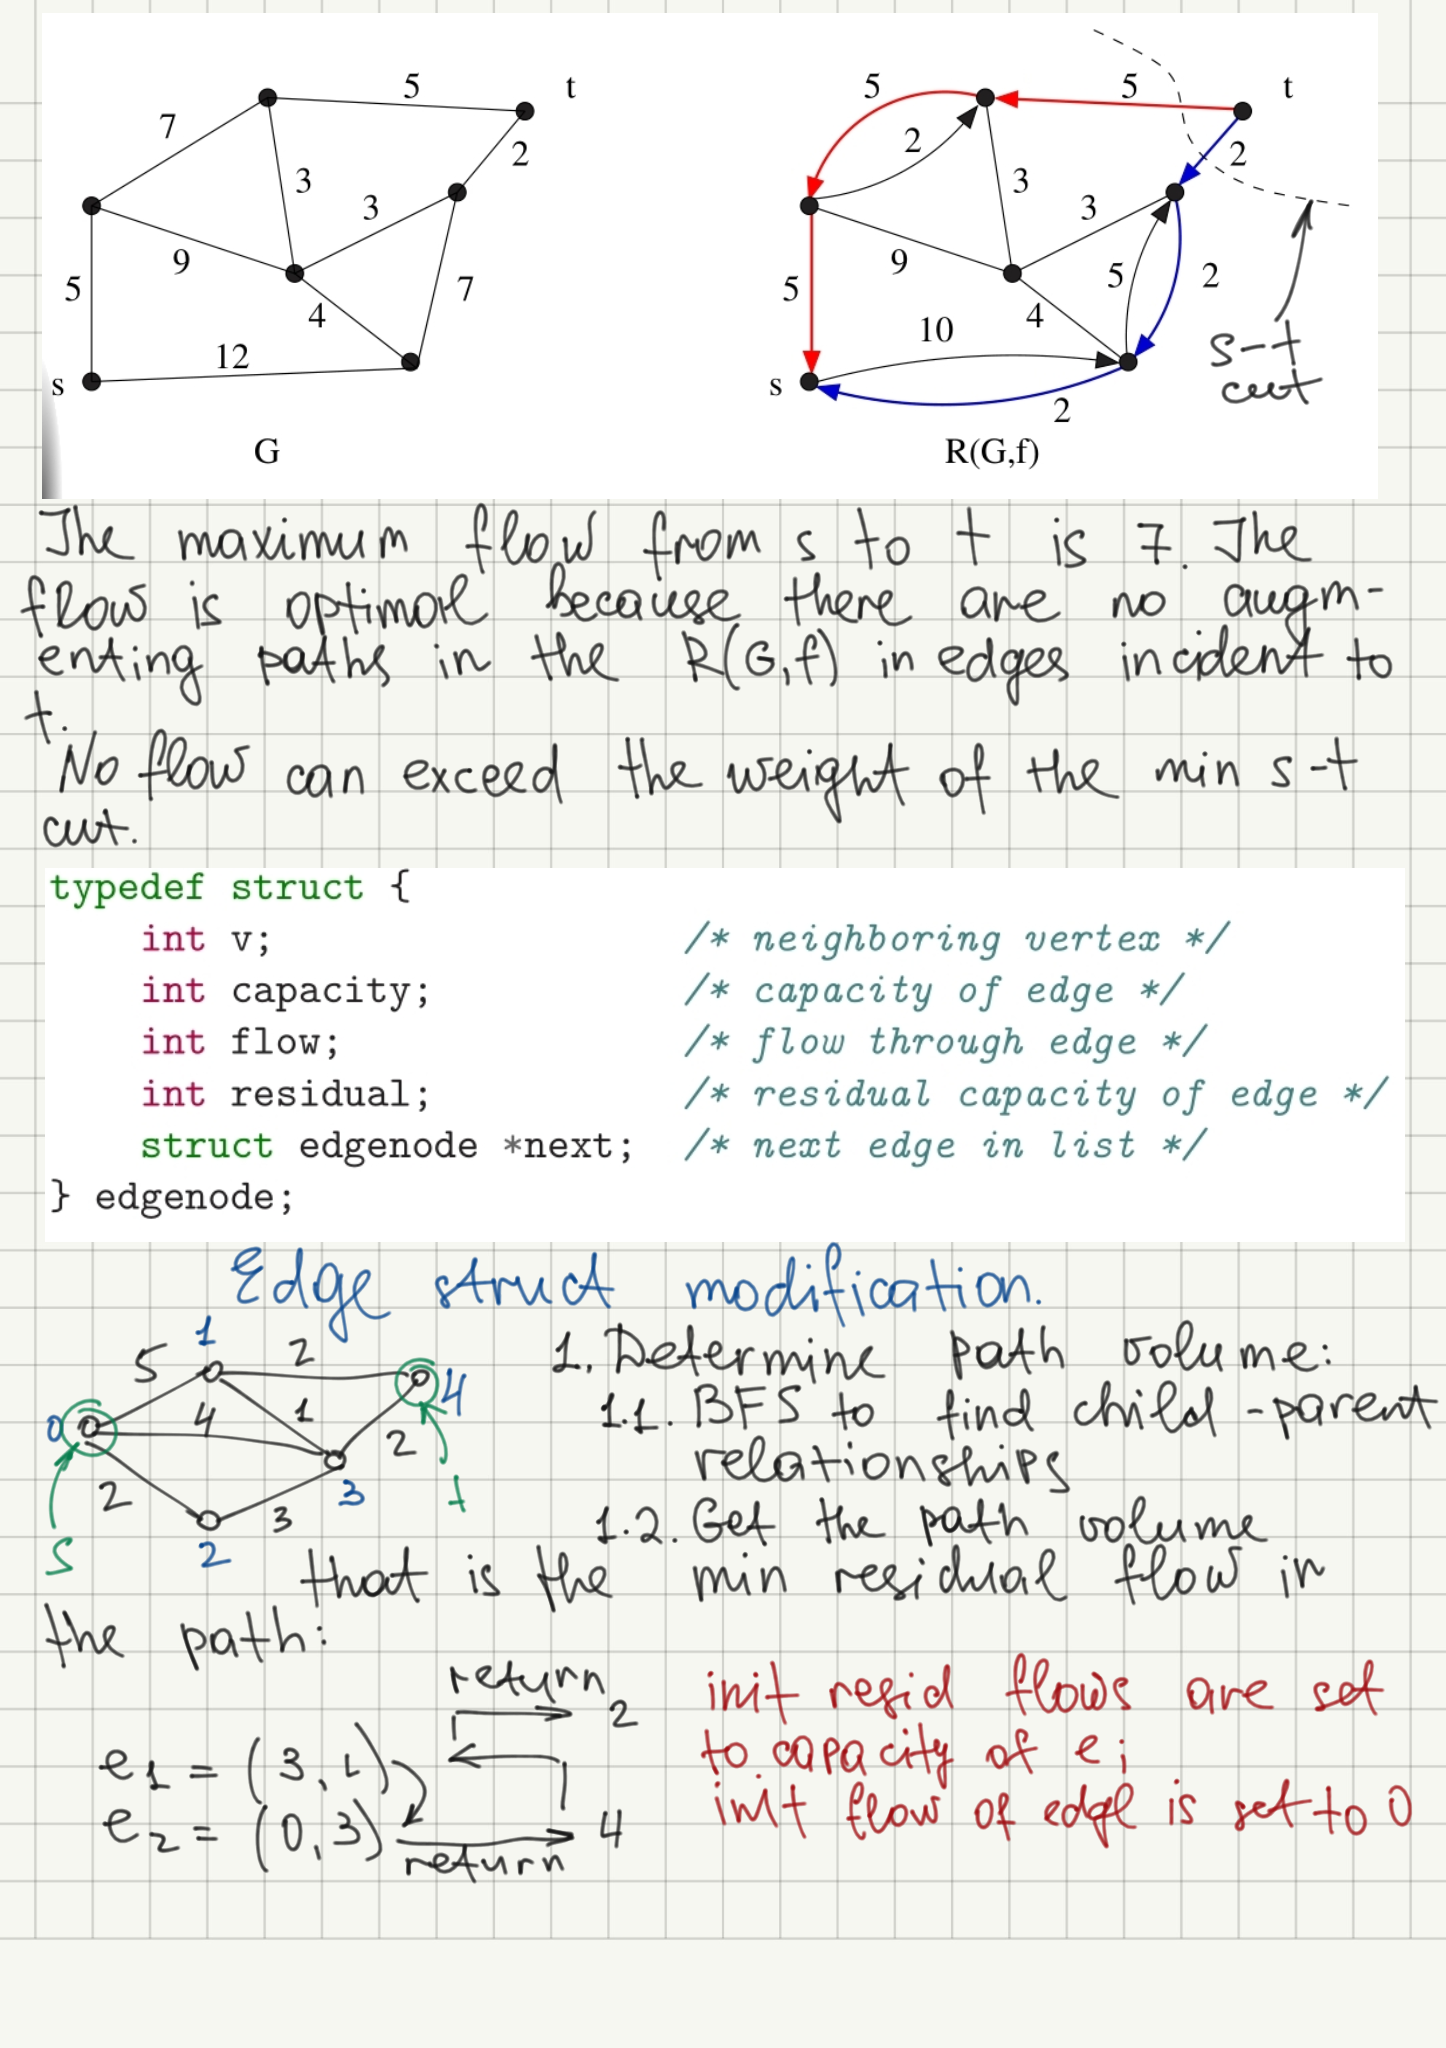 5 t 5 t
7 2 2 2
3 3 3 3
9 9
5 7 5 5 2
4 4
12 10
s s 2
G R(G,f)
s-t
cut
The maximum flow from s to t is 7. The
flow is optimal because there are no augm-
enting paths in the R(G,f) in edges incident to
t.
No flow can exceed the weight of the min s-t
cut.
typedef struct {
int v; /* neighboring vertex */
int capacity; /* capacity of edge */
int flow; /* flow through edge */
int residual; /* residual capacity of edge */
struct edgenode *next; /* next edge in list */
} edgenode;
Edge struct modification.
1
5 2
0 4 1 4
2 2
3 3 t
S 2
1. Determine path volume:
1.1. BFS to find child-parent
relationships
1.2. Get the path volume
that is the min residual flow in
the path:
return 2
e1 = (3,
e2 = (0,3) return 4
init resid flows are set
to capacity of ei
init flow of edge is set to 0